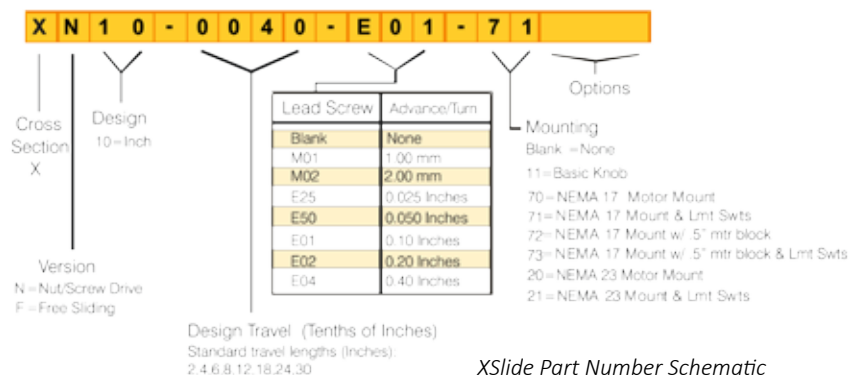 X N 1 0 - 0 0 4 0 - E 0 1 - 7 1
Cross
Section
X
Design
10=Inch
Version
N=Nut/Screw Drive
F=Free Sliding
Design Travel (Tenths of Inches)
Standard travel lengths (Inches):
2.4.6.8.12.18.24.30
Lead Screw Advance/Turn
Blank None
M01 1.00 mm
M02 2.00 mm
E25 0.025 Inches
E50 0.050 Inches
E01 0.10 Inches
E02 0.20 Inches
E04 0.40 Inches
Options
Mounting
Blank =None
11=Basic Knob
70=NEMA 17 Motor Mount
71=NEMA 17 Mount & Lmt Swts
72=NEMA 17 Mount w/ .5" mtr block
73=NEMA 17 Mount w/ .5" mtr block & Lmt Swts
20=NEMA 23 Motor Mount
21=NEMA 23 Mount & Lmt Swts
XSlide Part Number Schematic